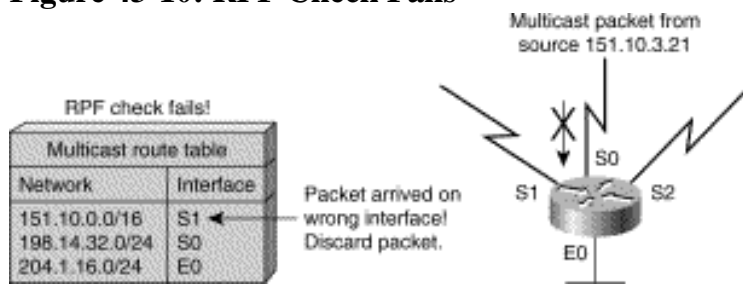 Figure 43-10: RPF Check Fails
Multicast packet from
source 151.10.3.21
RPF check fails!
Multicast route table
Network Interface
151.10.0.0/16 S1
198.14.32.0/24 S0
204.1.16.0/24 E0
Packet arrived on
wrong interface!
Discard packet.
S0
S1
S2
E0